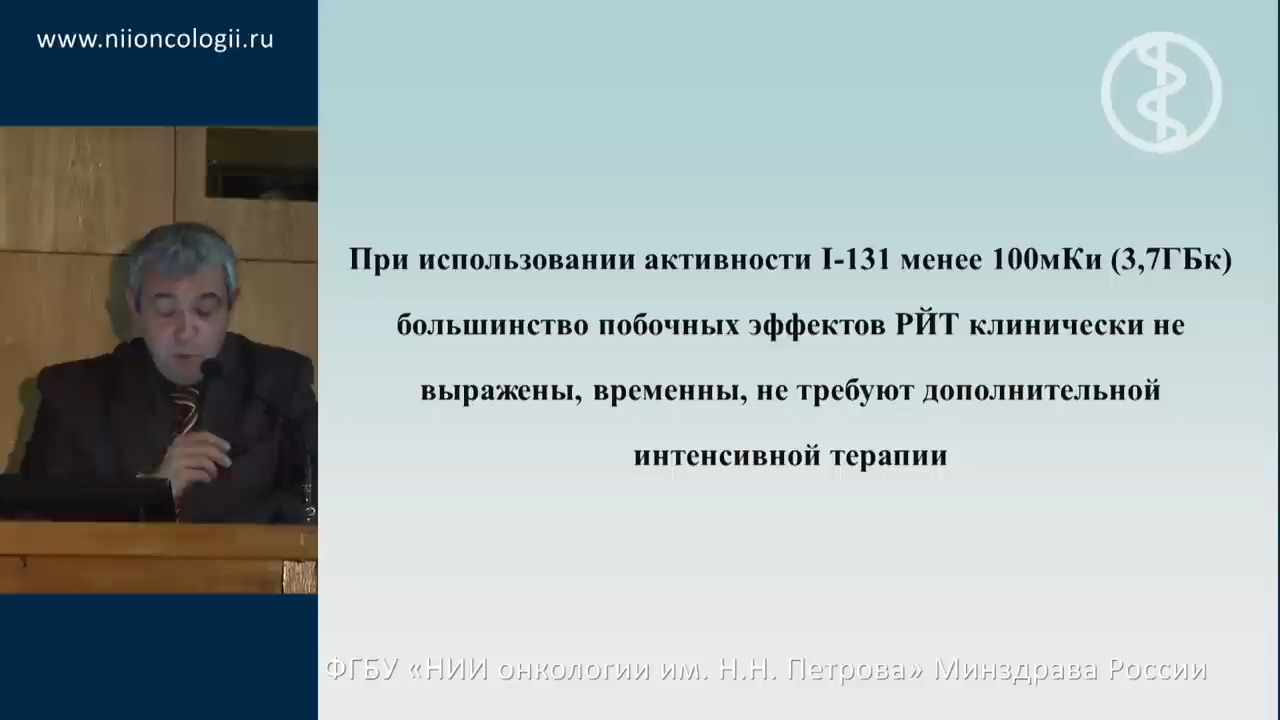 www.niioncologii.ru
При использовании активности I-131 менее 100мКи (3,7ГБк)
большинство побочных эффектов РЙТ клинически не
выражены, временны, не требуют дополнительной
интенсивной терапии
ФГБУ «НИИ онкологии им. Н.Н. Петрова» Минздрава России